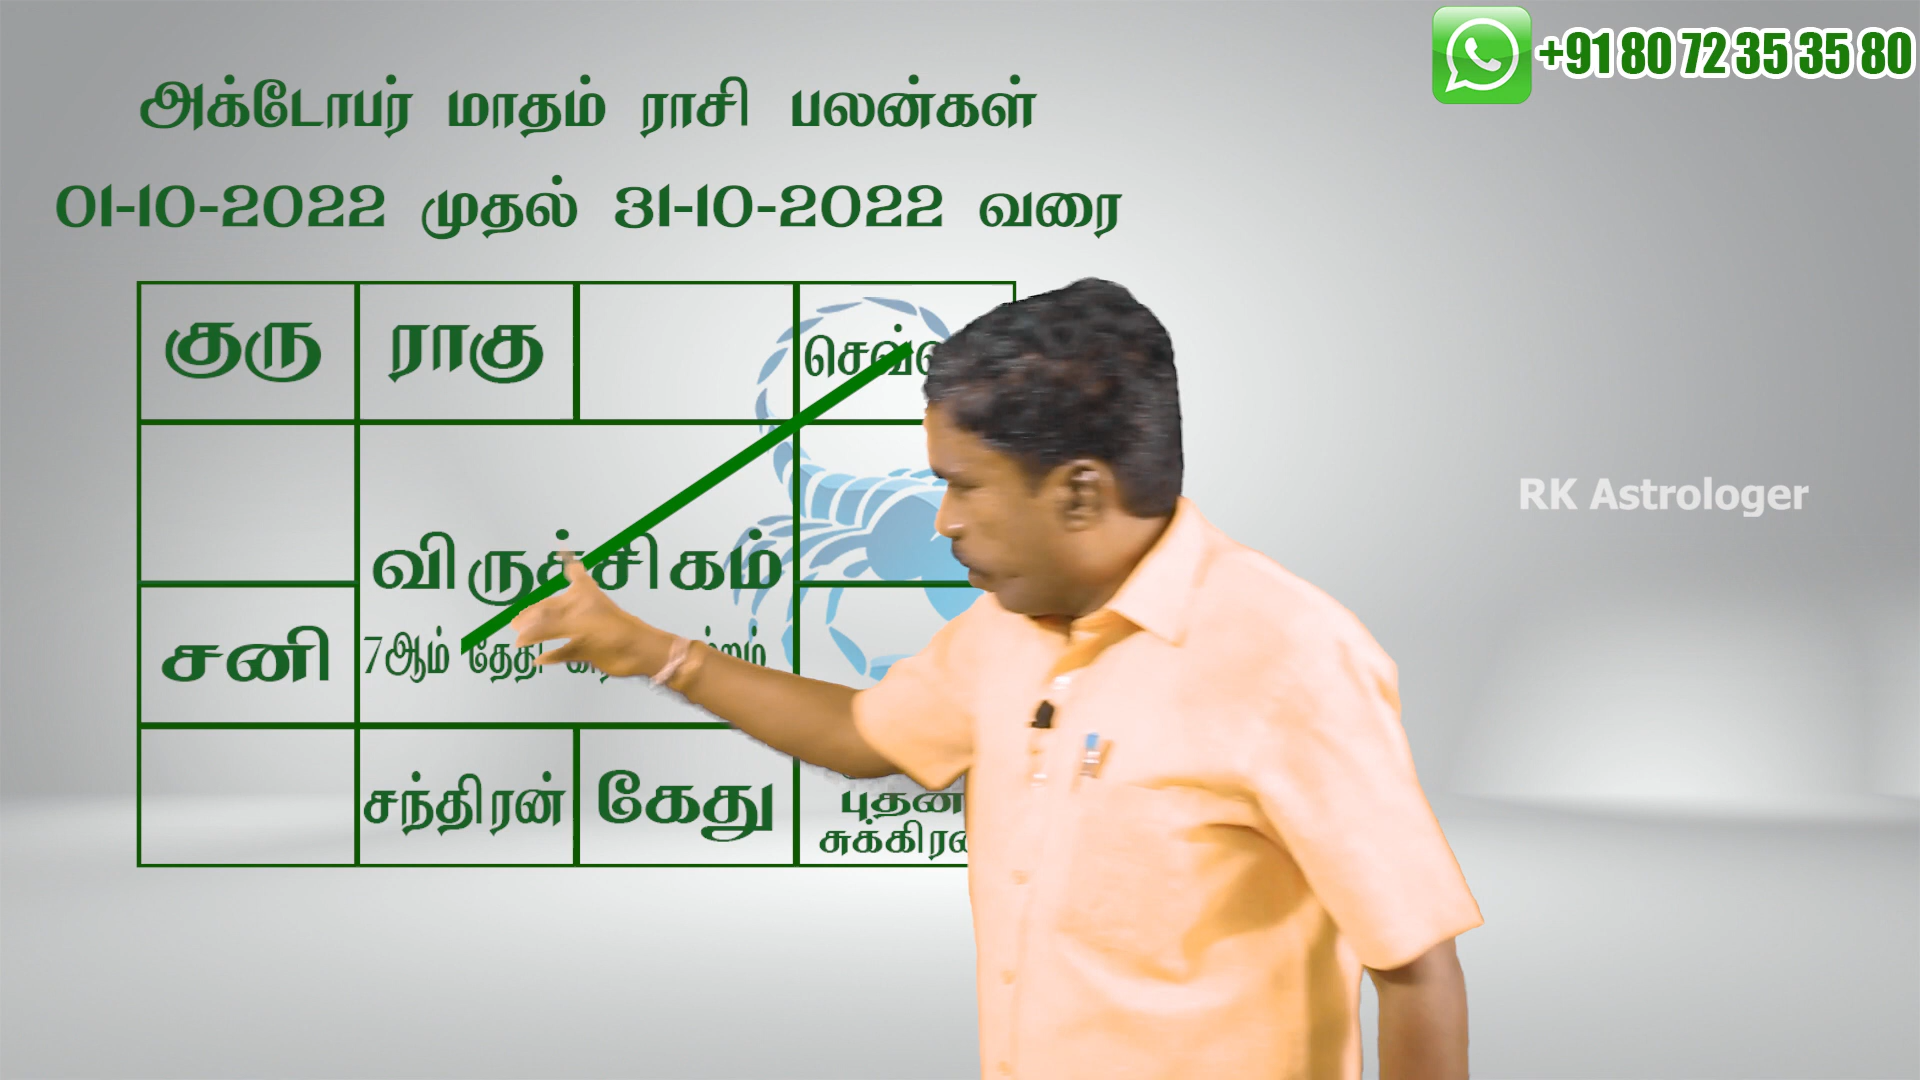 +91 80 72 35 35 80
அக்டோபர் மாதம் ராசி பலன்கள்
01-10-2022 முதல் 31-10-2022 வரை
குரு ராகு
விருச்சிகம்
சனி
7ஆம் தேதி
சந்திரன் கேது
RK Astrologer